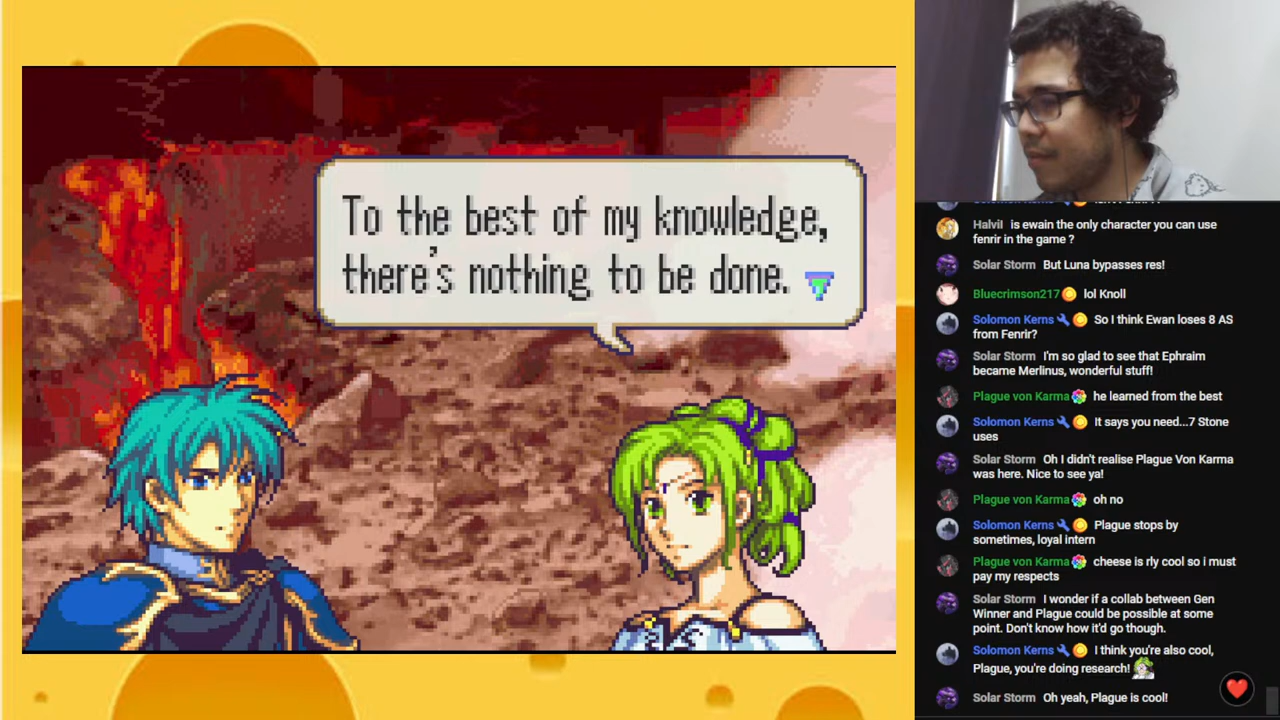 To the best of my knowledge,
there's nothing to be done.
Halvil is ewain the only character you can use
fenrir in the game ?
Solar Storm But Luna bypasses res!
Bluecrimson217 lol Knoll
Solomon Kerns So I think Ewan loses 8 AS
from Fenrir?
Solar Storm I'm so glad to see that Ephraim
became Merlinus, wonderful stuff!
Plague von Karma he learned from the best
Solomon Kerns It says you need...7 Stone
uses
Solar Storm Oh I didn't realise Plague Von Karma
was here. Nice to see ya!
Plague von Karma oh no
Solomon Kerns Plague stops by
sometimes, loyal intern
Plague von Karma cheese is rly cool so i must
pay my respects
Solar Storm I wonder if a collab between Gen
Winner and Plague could be possible at some
point. Don't know how it'd go though.
Solomon Kerns I think you're also cool,
Plague, you're doing research!
Solar Storm Oh yeah, Plague is cool!